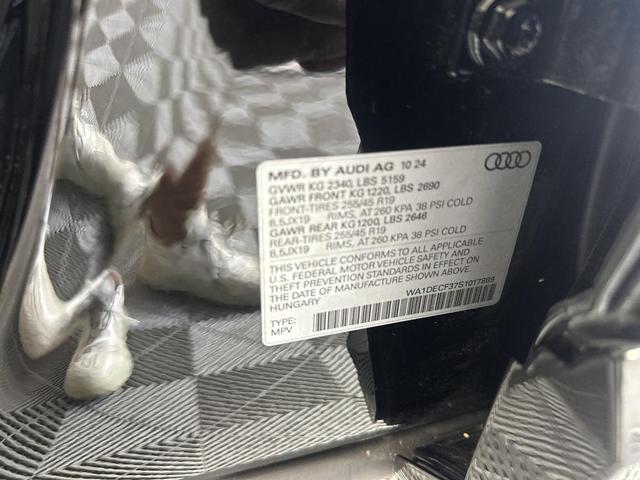 MFD. BY AUDI AG 10 24
GVWR KG 2340, LBS 5159
GAWR FRONT KG 1220, LBS 2690
FRONT-TIRES 255/45 R19
8,5JX19 RIMS, AT 260 KPA 38 PSI COLD
GAWR REAR KG 1200, LBS 2646
REAR-TIRES 255/45 R19
8,5JX19 RIMS, AT 260 KPA 38 PSI COLD
THIS VEHICLE CONFORMS TO ALL APPLICABLE
U.S. FEDERAL MOTOR VEHICLE SAFETY AND
THEFT PREVENTION STANDARDS IN EFFECT ON
THE DATE OF MANUFACTURE SHOWN ABOVE.
HUNGARY
WA1DECF37S1017889
TYPE:
MPV